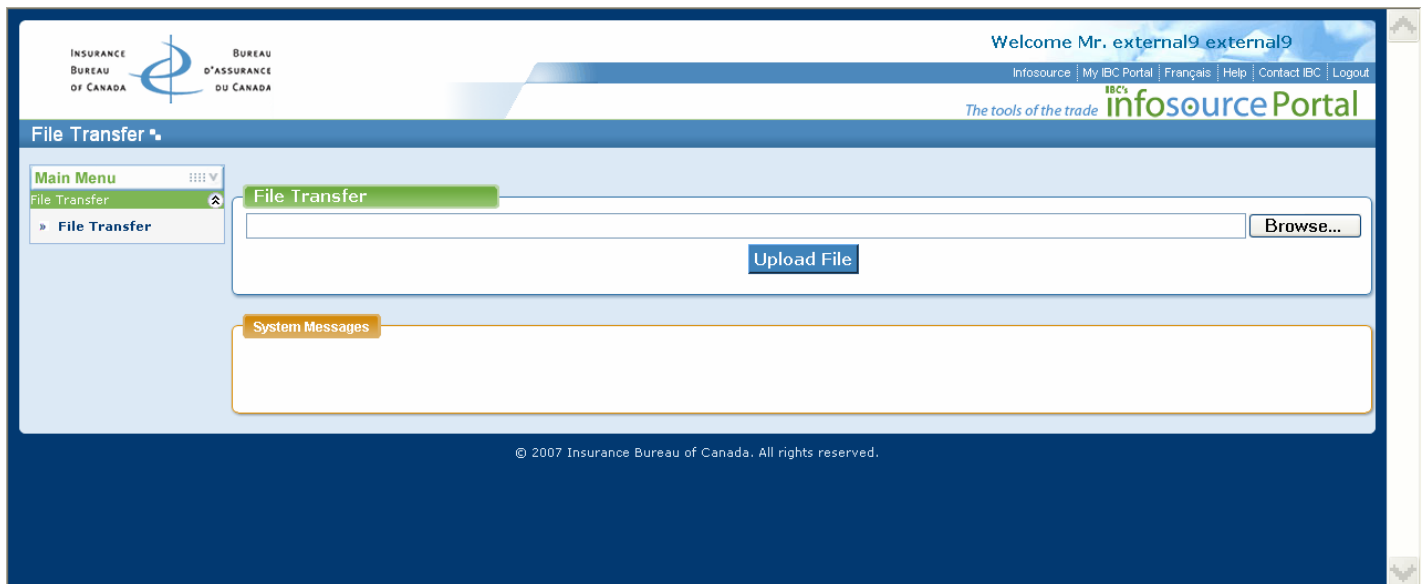 INSURANCE
BUREAU
OF CANADA
BUREAU
D'ASSURANCE
DU CANADA
Welcome Mr. external9 external9
Infosource My IBC Portal Français Help Contact IBC Logout
The tools of the trade IBC's infosource Portal
File Transfer
Main Menu
File Transfer
» File Transfer
File Transfer
Browse...
Upload File
System Messages
© 2007 Insurance Bureau of Canada. All rights reserved.